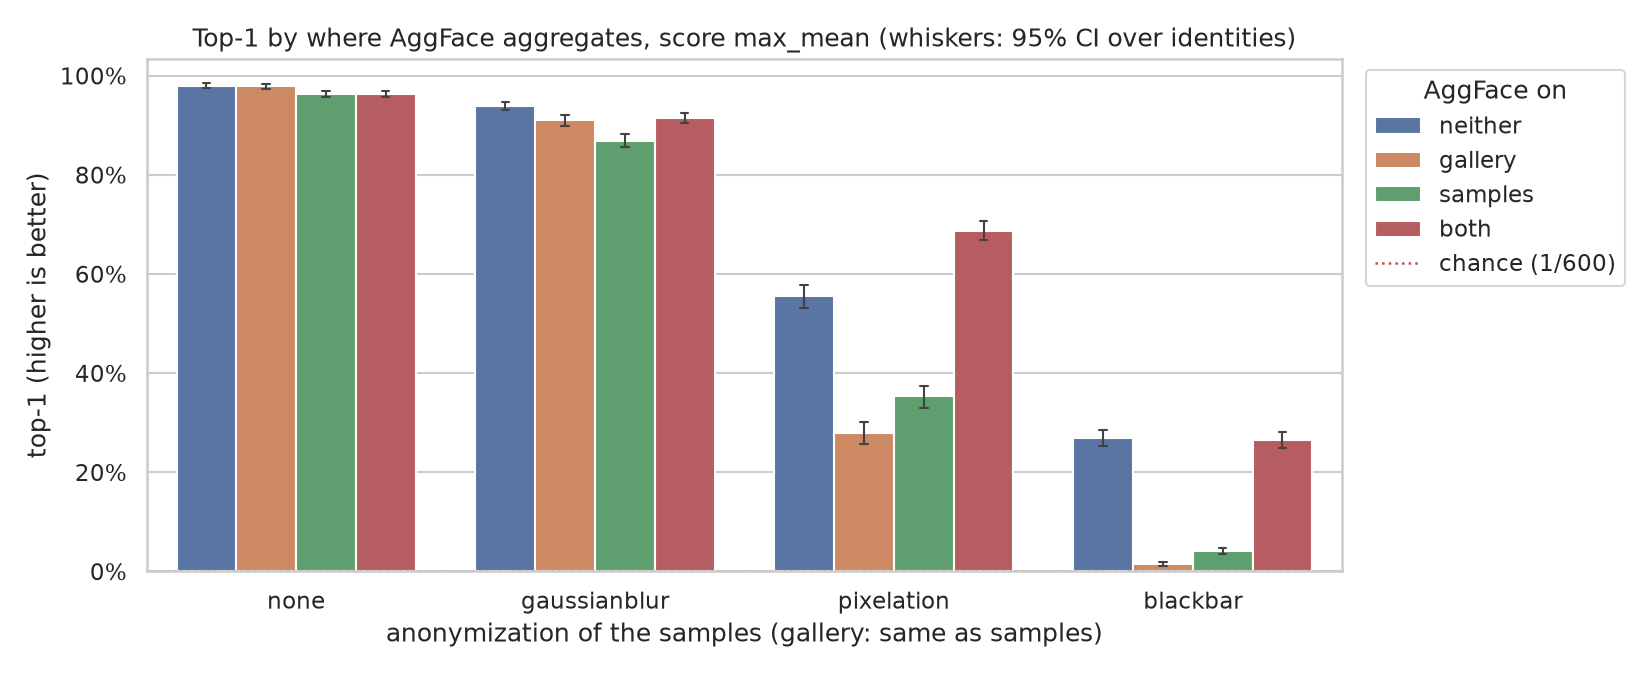 Top-1 by where AggFace aggregates, score max_mean (whiskers: 95% CI over identities)
top-1 (higher is better)
100%
80%
60%
40%
20%
0%
none
gaussianblur
pixelation
blackbar
anonymization of the samples (gallery: same as samples)
AggFace on
neither
gallery
samples
both
chance (1/600)